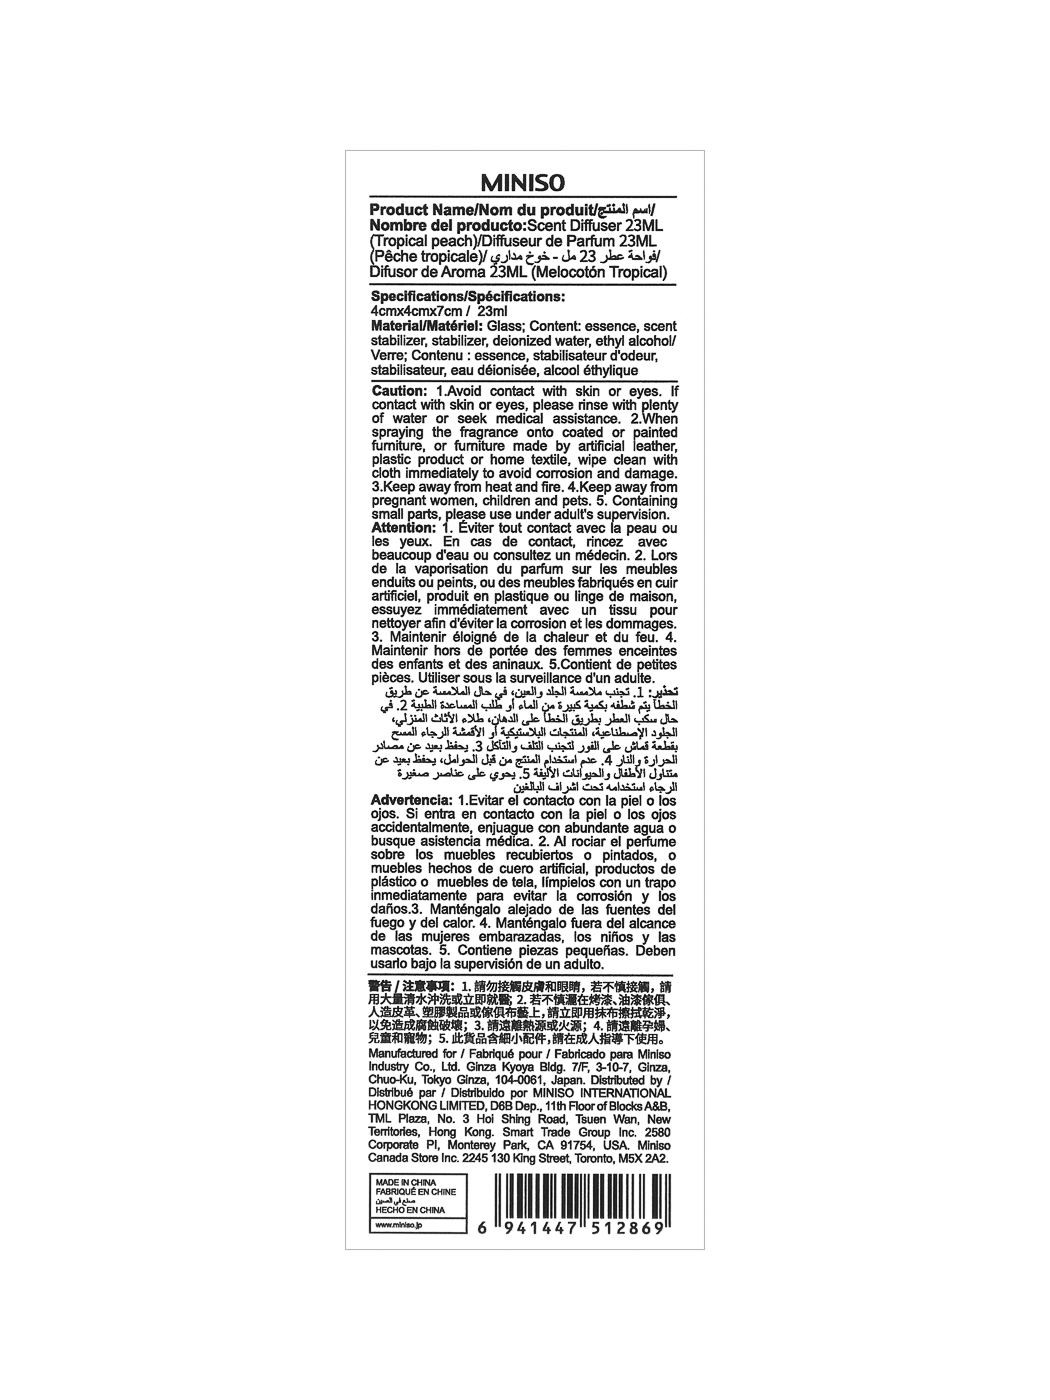 MINISO
Product Name/Nom du produit/اسم المنتج/
Nombre del producto:Scent Diffuser 23ML
(Tropical peach)/Diffuseur de Parfum 23ML
(Pêche tropicale)/ فواحة عطر 23 مل - خوخ مداري/
Difusor de Aroma 23ML (Melocotón Tropical)
Specifications/Spécifications:
4cmx4cmx7cm / 23ml
Material/Matériel: Glass; Content: essence, scent
stabilizer, stabilizer, deionized water, ethyl alcohol/
Verre; Contenu : essence, stabilisateur d'odeur,
stabilisateur, eau déionisée, alcool éthylique
Caution: 1.Avoid contact with skin or eyes. If
contact with skin or eyes, please rinse with plenty
of water or seek medical assistance. 2.When
spraying the fragrance onto coated or painted
furniture, or furniture made by artificial leather,
plastic product or home textile, wipe clean with
cloth immediately to avoid corrosion and damage.
3.Keep away from heat and fire. 4.Keep away from
pregnant women, children and pets. 5. Containing
small parts, please use under adult's supervision.
Attention: 1. Éviter tout contact avec la peau ou
les yeux. En cas de contact, rincez avec
beaucoup d'eau ou consultez un médecin. 2. Lors
de la vaporisation du parfum sur les meubles
enduits ou peints, ou des meubles fabriqués en cuir
artificiel, produit en plastique ou linge de maison,
essuyez immédiatement avec un tissu pour
nettoyer afin d'éviter la corrosion et les dommages.
3. Maintenir éloigné de la chaleur et du feu. 4.
Maintenir hors de portée des femmes enceintes
des enfants et des aninaux. 5.Contient de petites
pièces. Utiliser sous la surveillance d'un adulte.
تحذير: 1. تجنب ملامسة الجلد والعين، في حال الملامسة عن طريق
الخطأ يتم شطفه بكمية كبيرة من الماء أو طلب المساعدة الطبية 2. في
حال سكب العطر بطريق الخطأ على الدهان، طلاء الأثاث المنزلي،
الجلود الإصطناعية، المنتجات البلاستيكية أو الأقمشة الرجاء المسح
بقطعة قماش على الفور لتجنب التلف والتآكل 3. يحفظ بعيد عن مصادر
الحرارة والنار 4. عدم استخدام المنتج من قبل الحوامل، يحفظ بعيد عن
متناول الأطفال والحيوانات الأليفة 5. يحوي على عناصر صغيرة
الرجاء استخدامه تحت اشراف البالغين
Advertencia: 1.Evitar el contacto con la piel o los
ojos. Si entra en contacto con la piel o los ojos
accidentalmente, enjuague con abundante agua o
busque asistencia médica. 2. Al rociar el perfume
sobre los muebles recubiertos o pintados, o
muebles hechos de cuero artificial, productos de
plástico o muebles de tela, límpielos con un trapo
inmediatamente para evitar la corrosión y los
daños.3. Manténgalo alejado de las fuentes del
fuego y del calor. 4. Manténgalo fuera del alcance
de las mujeres embarazadas, los niños y las
mascotas. 5. Contiene piezas pequeñas. Deben
usarlo bajo la supervisión de un adulto.
警告 / 注意事項: 1. 請勿接觸皮膚和眼睛，若不慎接觸，請
用大量清水沖洗或立即就醫; 2. 若不慎灑在烤漆、油漆傢俱、
人造皮革、塑膠製品或傢俱布藝上,請立即用抹布擦拭乾淨,
以免造成腐蝕破壞；3. 請遠離熱源或火源；4. 請遠離孕婦、
兒童和寵物；5. 此貨品含細小配件,請在成人指導下使用。
Manufactured for / Fabriqué pour / Fabricado para Miniso
Industry Co., Ltd. Ginza Kyoya Bldg. 7/F, 3-10-7, Ginza,
Chuo-Ku, Tokyo Ginza, 104-0061, Japan. Distributed by /
Distribué par / Distribuido por MINISO INTERNATIONAL
HONGKONG LIMITED, D6B Dep., 11th Floor of Blocks A&B,
TML Plaza, No. 3 Hoi Shing Road, Tsuen Wan, New
Territories, Hong Kong. Smart Trade Group Inc. 2580
Corporate Pl, Monterey Park, CA 91754, USA. Miniso
Canada Store Inc. 2245 130 King Street, Toronto, M5X 2A2.
MADE IN CHINA
FABRIQUÉ EN CHINE
صنع في الصين
HECHO EN CHINA
www.miniso.jp
6 941447 512869